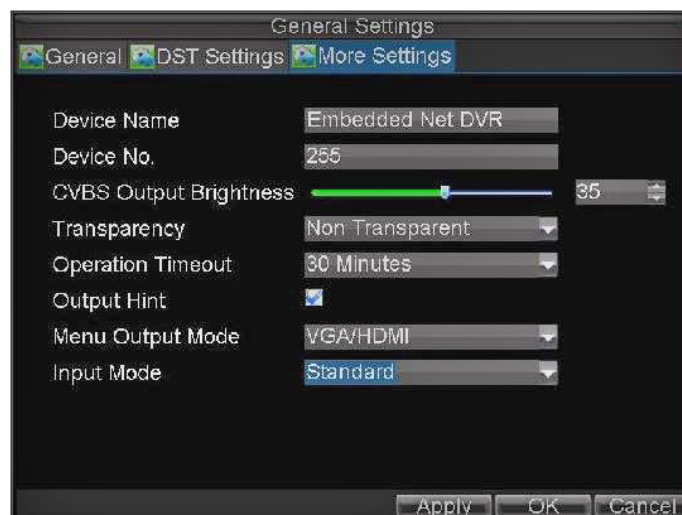 General Settings
General DST Settings More Settings
Device Name Embedded Net DVR
Device No. 255
CVBS Output Brightness 35
Transparency Non Transparent
Operation Timeout 30 Minutes
Output Hint
Menu Output Mode VGA/HDMI
Input Mode Standard
Apply OK Cancel